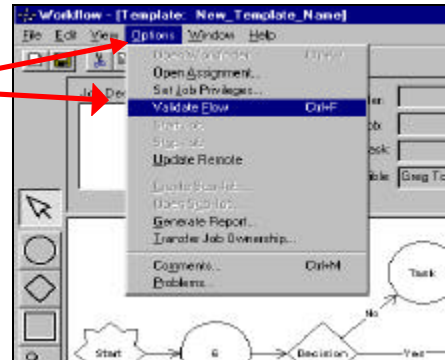 Workflow - [Template: New_Template_Name]
File Edit View Options Window Help
Open Assignment...
Set Job Privileges...
Validate Flow Ctrl+F
Update Remote
Generate Report...
Transfer Job Ownership...
Comments... Ctrl+M
Problems...
Greg To
Task
No
Start
6
Decision
Yes